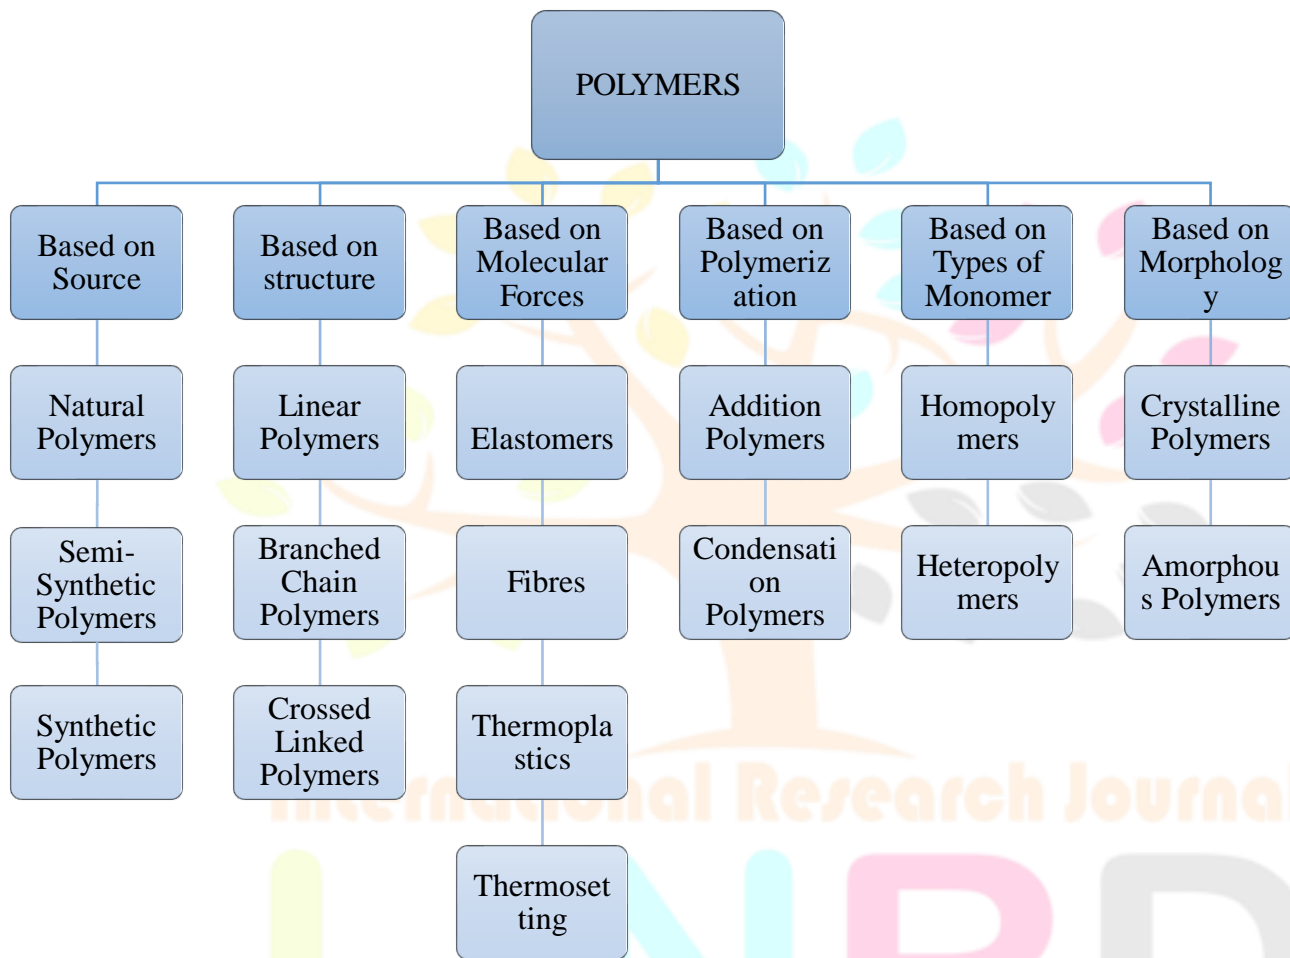 POLYMERS
Based on
Source
Based on
structure
Based on
Molecular
Forces
Based on
Polymeriz
ation
Based on
Types of
Monomer
Based on
Morpholog
y
Natural
Polymers
Linear
Polymers
Elastomers
Addition
Polymers
Homopoly
mers
Crystalline
Polymers
Semi-
Synthetic
Polymers
Branched
Chain
Polymers
Fibres
Condensati
on
Polymers
Heteropoly
mers
Amorphou
s Polymers
Synthetic
Polymers
Crossed
Linked
Polymers
Thermopla
stics
Thermoset
ting
International Research Journal